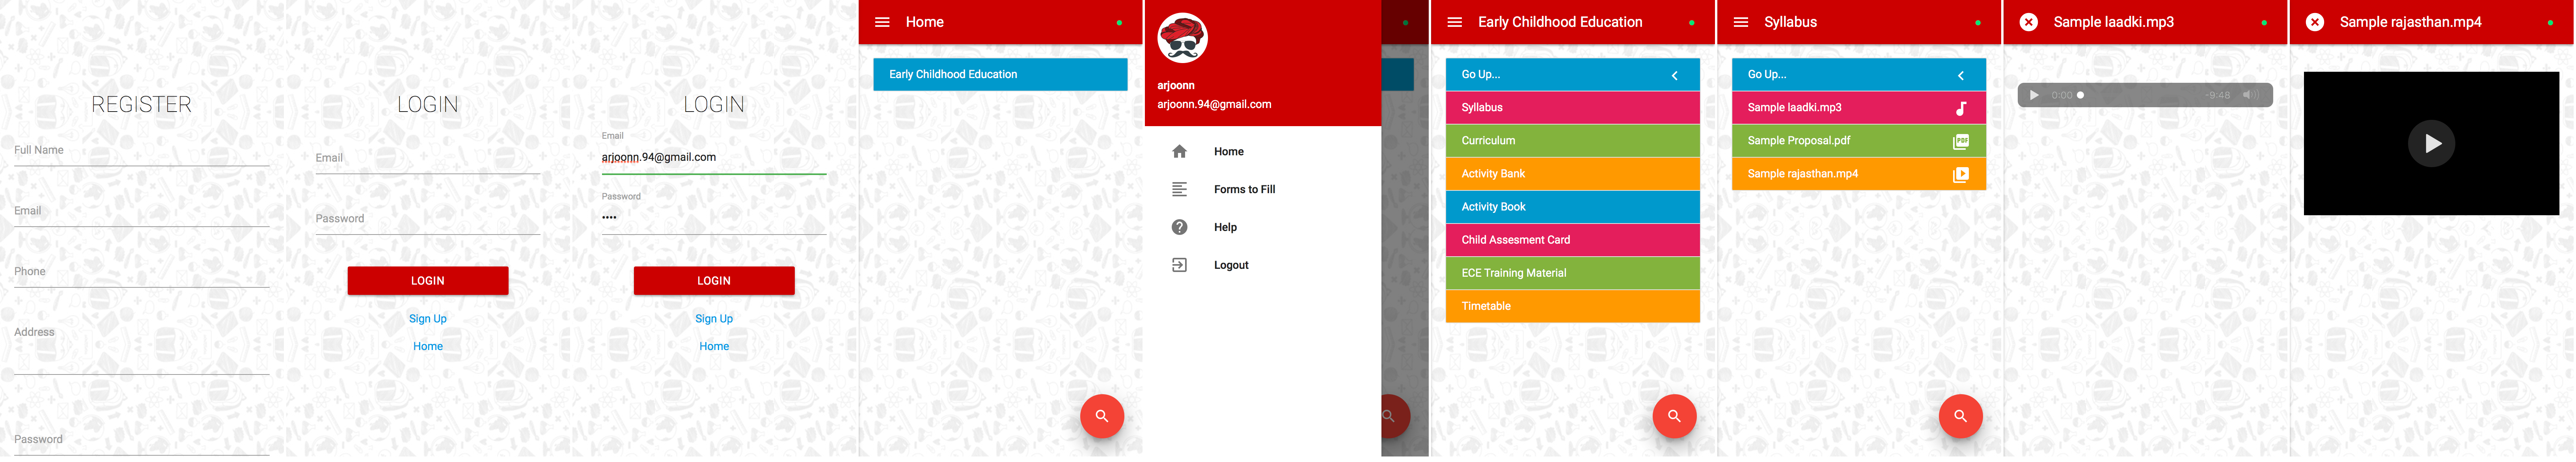 REGISTER
Full Name
Email
Phone
Address
Password
LOGIN
Email
Password
LOGIN
Sign Up
Home
LOGIN
Email
arjoonn.94@gmail.com
Password
••••
LOGIN
Sign Up
Home
Home
Early Childhood Education
arjoonn
arjoonn.94@gmail.com
Home
Forms to Fill
Help
Logout
Early Childhood Education
Go Up...
Syllabus
Curriculum
Activity Bank
Activity Book
Child Assesment Card
ECE Training Material
Timetable
Syllabus
Go Up...
Sample laadki.mp3
Sample Proposal.pdf
PDF
Sample rajasthan.mp4
Sample laadki.mp3
0:00
-9:48
Sample rajasthan.mp4